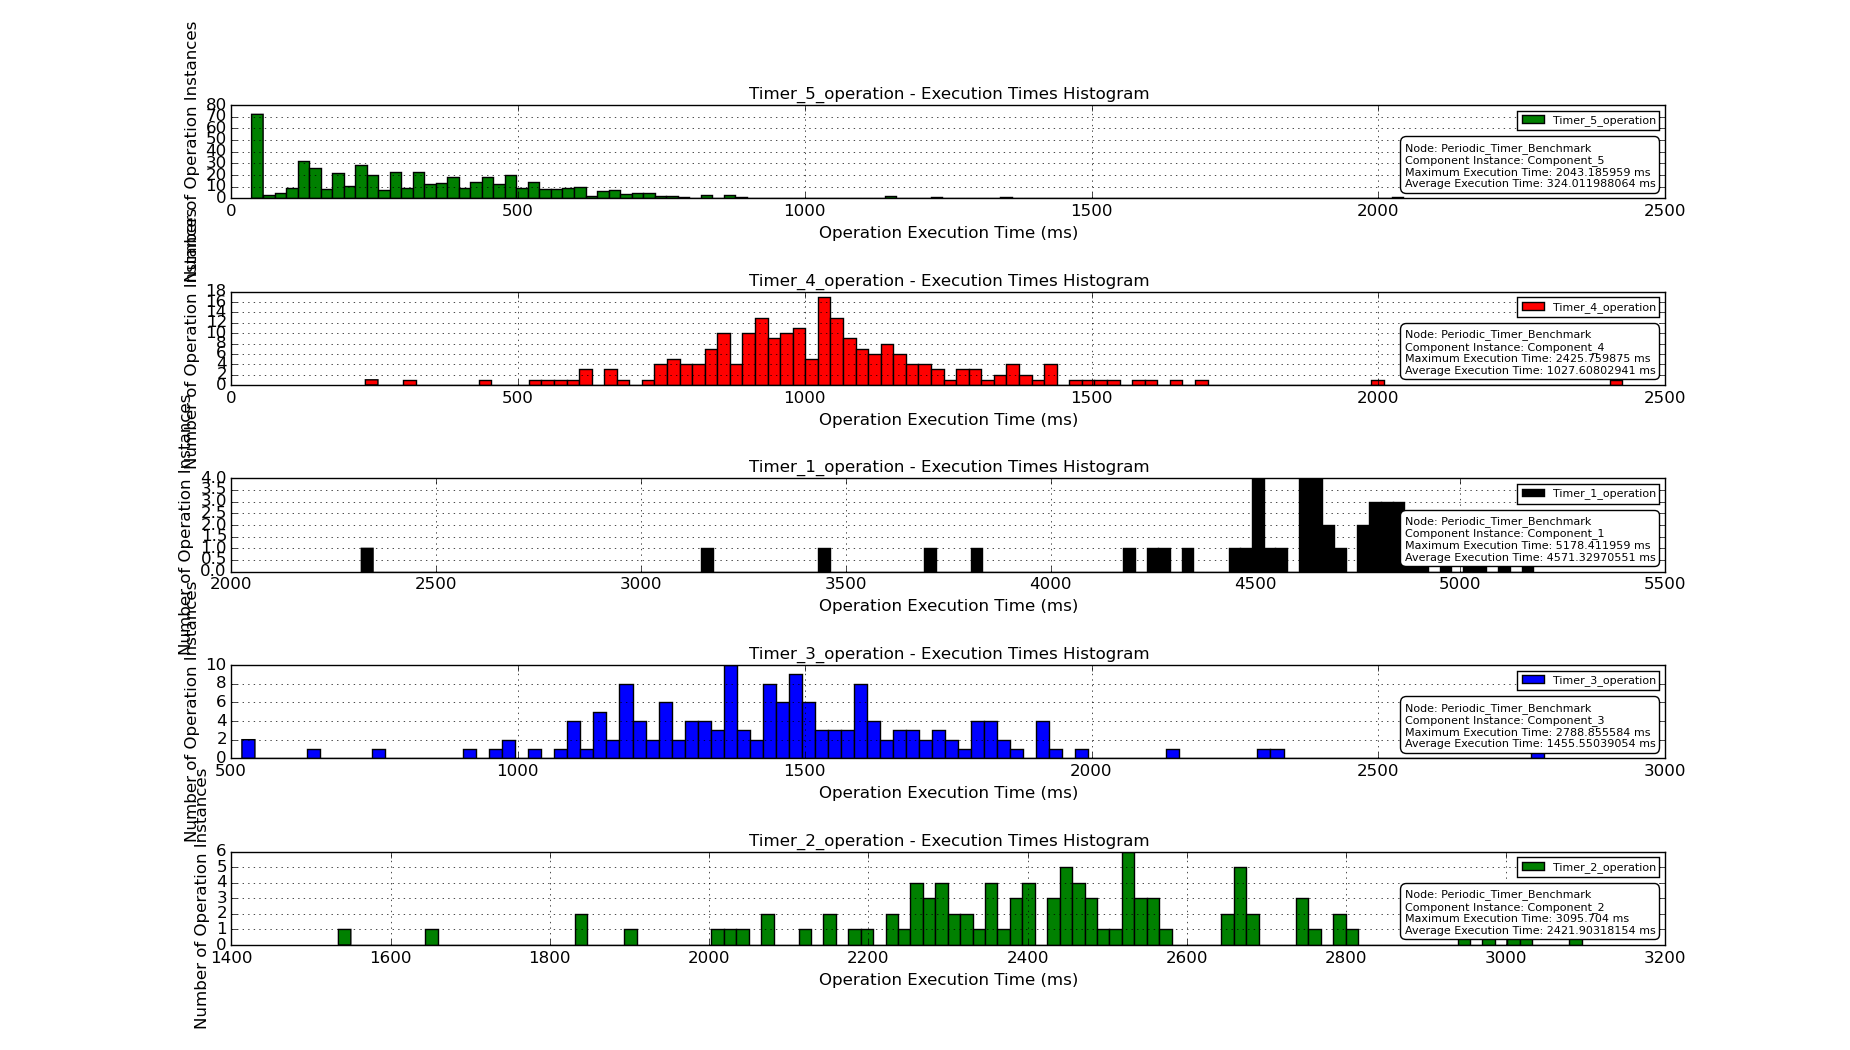 Timer_5_operation - Execution Times Histogram
Number of Operation Instances
80
70
60
50
40
30
20
10
0
Timer_5_operation
Node: Periodic_Timer_Benchmark
Component Instance: Component_5
Maximum Execution Time: 2043.185959 ms
Average Execution Time: 324.011988064 ms
0 500 1000 1500 2000 2500
Operation Execution Time (ms)
Timer_4_operation - Execution Times Histogram
Number of Operation Instances
18
16
14
12
10
8
6
4
2
0
Timer_4_operation
Node: Periodic_Timer_Benchmark
Component Instance: Component_4
Maximum Execution Time: 2425.759875 ms
Average Execution Time: 1027.60802941 ms
0 500 1000 1500 2000 2500
Operation Execution Time (ms)
Timer_1_operation - Execution Times Histogram
Number of Operation Instances
4.0
3.5
3.0
2.5
2.0
1.5
1.0
0.5
0.0
Timer_1_operation
Node: Periodic_Timer_Benchmark
Component Instance: Component_1
Maximum Execution Time: 5178.411959 ms
Average Execution Time: 4571.32970551 ms
2000 2500 3000 3500 4000 4500 5000 5500
Operation Execution Time (ms)
Timer_3_operation - Execution Times Histogram
Number of Operation Instances
10
8
6
4
2
0
Timer_3_operation
Node: Periodic_Timer_Benchmark
Component Instance: Component_3
Maximum Execution Time: 2788.855584 ms
Average Execution Time: 1455.55039054 ms
500 1000 1500 2000 2500 3000
Operation Execution Time (ms)
Timer_2_operation - Execution Times Histogram
Number of Operation Instances
6
5
4
3
2
1
0
Timer_2_operation
Node: Periodic_Timer_Benchmark
Component Instance: Component_2
Maximum Execution Time: 3095.704 ms
Average Execution Time: 2421.90318154 ms
1400 1600 1800 2000 2200 2400 2600 2800 3000 3200
Operation Execution Time (ms)